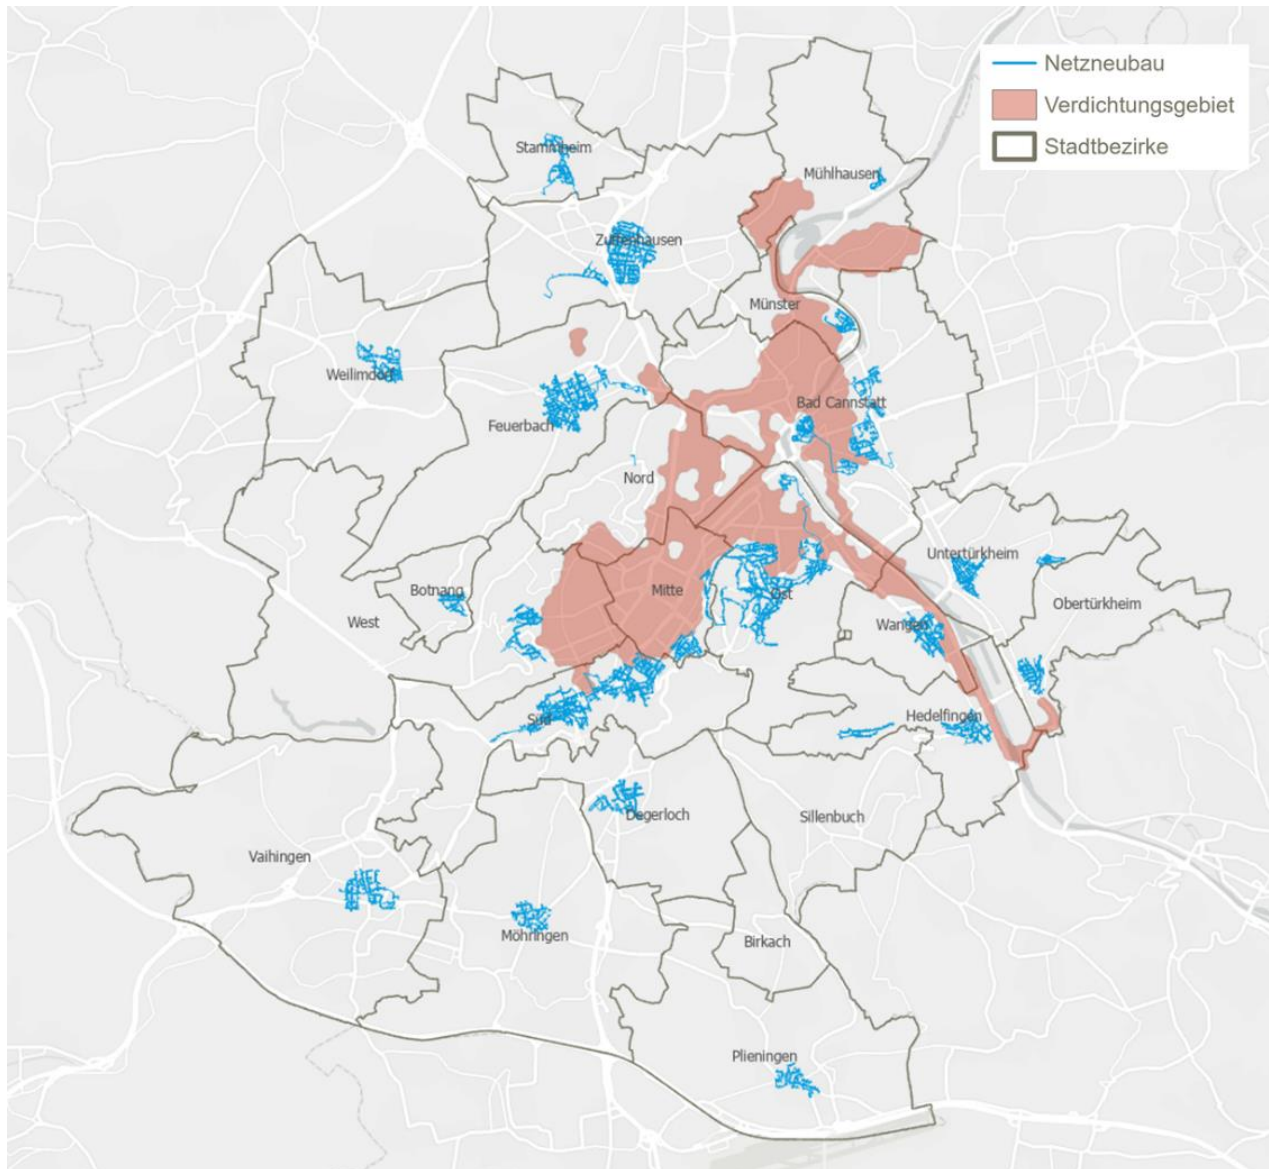 Netzneubau
Verdichtungsgebiet
Stadtbezirke
Stammheim
Mühlhausen
Zuffenhausen
Münster
Weilimdorf
Bad Cannstatt
Feuerbach
Nord
Untertürkheim
Botnang
Mitte
Ost
Obertürkheim
West
Wangen
Süd
Hedelfingen
Degerloch
Sillenbuch
Vaihingen
Möhringen
Birkach
Plieningen